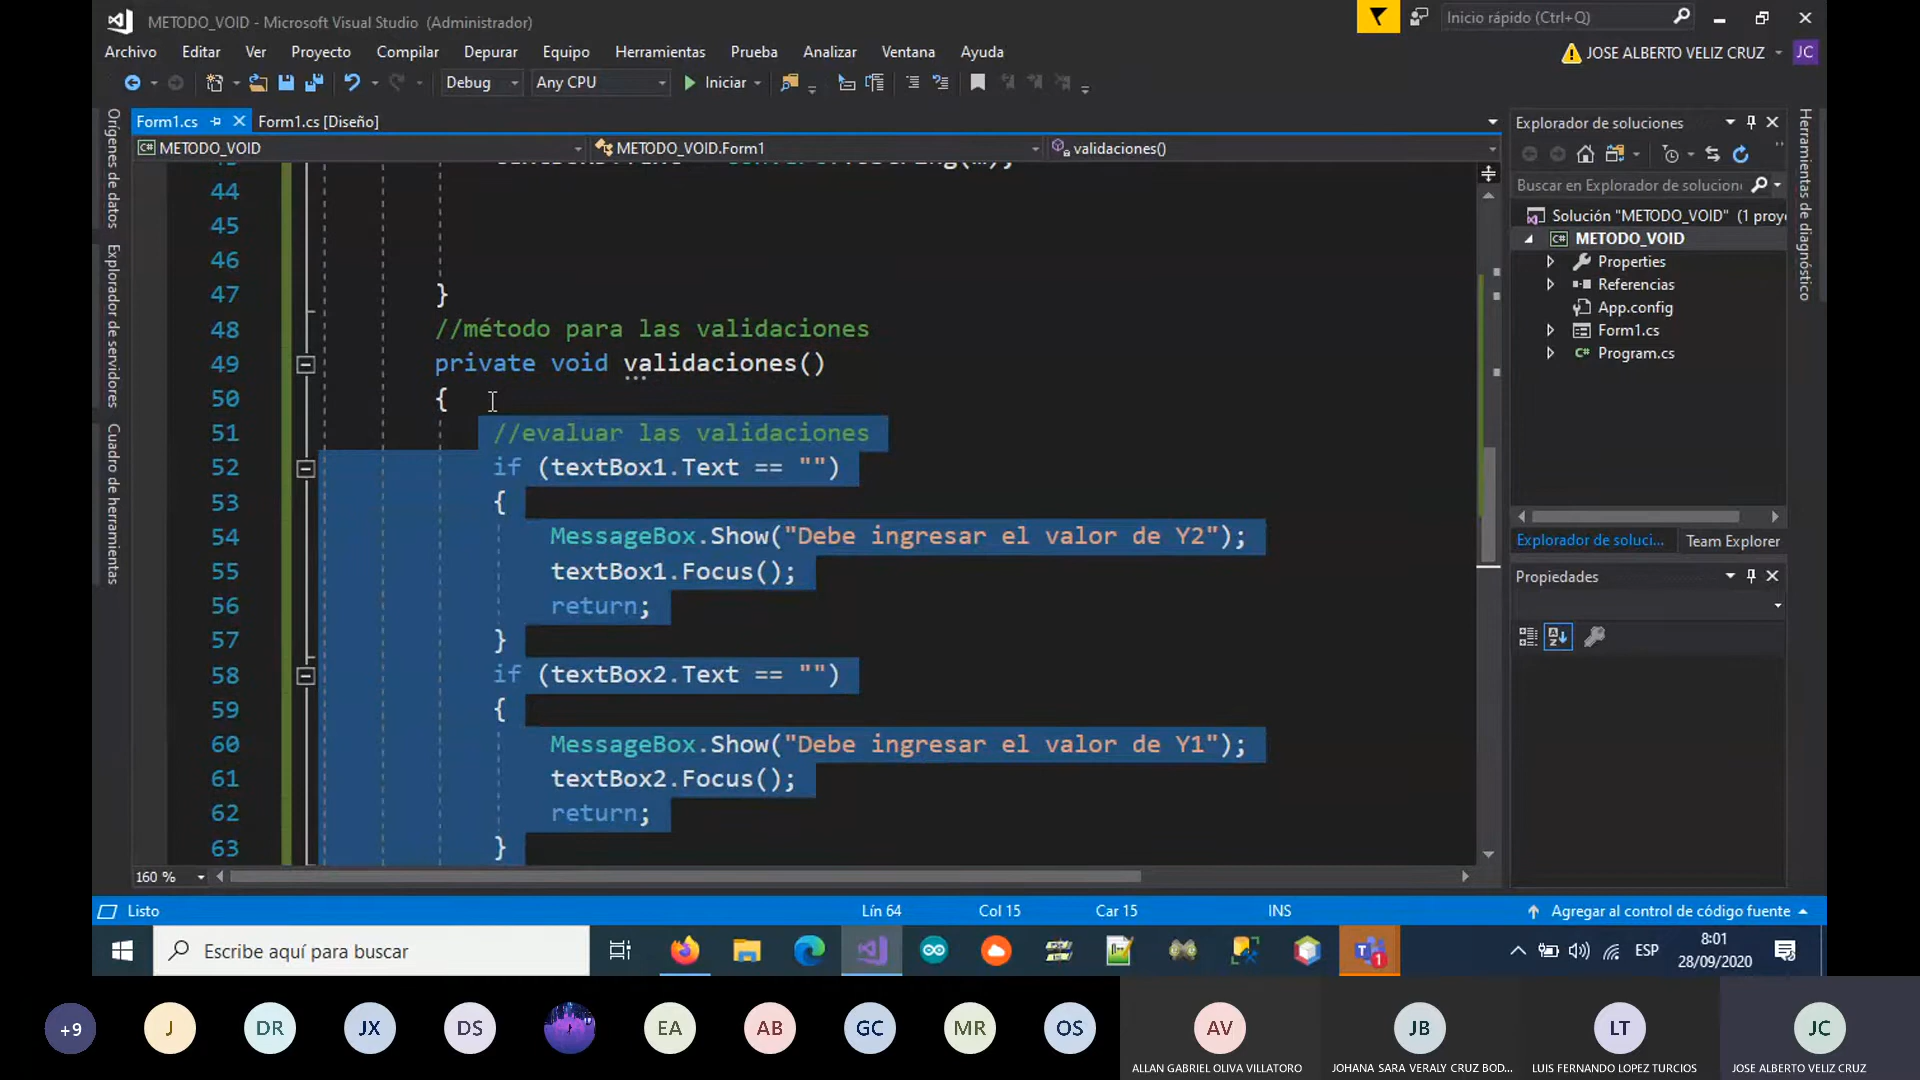 METODO_VOID - Microsoft Visual Studio (Administrador)
Inicio rápido (Ctrl+Q)
Archivo Editar Ver Proyecto Compilar Depurar Equipo Herramientas Prueba Analizar Ventana Ayuda
JOSE ALBERTO VELIZ CRUZ JC
Debug Any CPU Iniciar
Orígenes de datos
Explorador de servidores
Cuadro de herramientas
Form1.cs Form1.cs [Diseño]
METODO_VOID METODO_VOID.Form1 validaciones()
44
45
46
47 }
48 //método para las validaciones
49 private void validaciones()
50 {
51 //evaluar las validaciones
52 if (textBox1.Text == "")
53 {
54 MessageBox.Show("Debe ingresar el valor de Y2");
55 textBox1.Focus();
56 return;
57 }
58 if (textBox2.Text == "")
59 {
60 MessageBox.Show("Debe ingresar el valor de Y1");
61 textBox2.Focus();
62 return;
63 }
160 %
Explorador de soluciones
Buscar en Explorador de solucion
Solución "METODO_VOID" (1 proye
METODO_VOID
Properties
Referencias
App.config
Form1.cs
Program.cs
Explorador de soluci... Team Explorer
Propiedades
Herramientas de diagnóstico
Listo Lín 64 Col 15 Car 15 INS Agregar al control de código fuente
Escribe aquí para buscar
1
ESP
8:01
28/09/2020
+9 J DR JX DS EA AB GC MR OS AV JB LT JC
ALLAN GABRIEL OLIVA VILLATORO
JOHANA SARA VERALY CRUZ BOD...
LUIS FERNANDO LOPEZ TURCIOS
JOSE ALBERTO VELIZ CRUZ